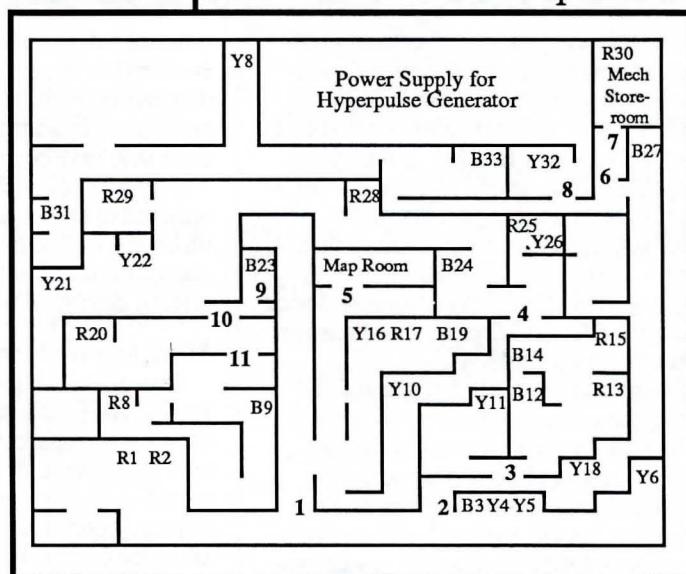 Y8
Power Supply for
Hyperpulse Generator
R30
Mech
Store-
room
7
B33 Y32
B27
6
8
R29
R28
B31
Y22
Y21
R25
Y26
B23
Map Room
B24
9
5
10
4
R20
Y16 R17 B19
R15
11
B14
R8
B9
Y10
Y11
B12
R13
R1 R2
3
Y18
Y6
1
2
B3 Y4 Y5